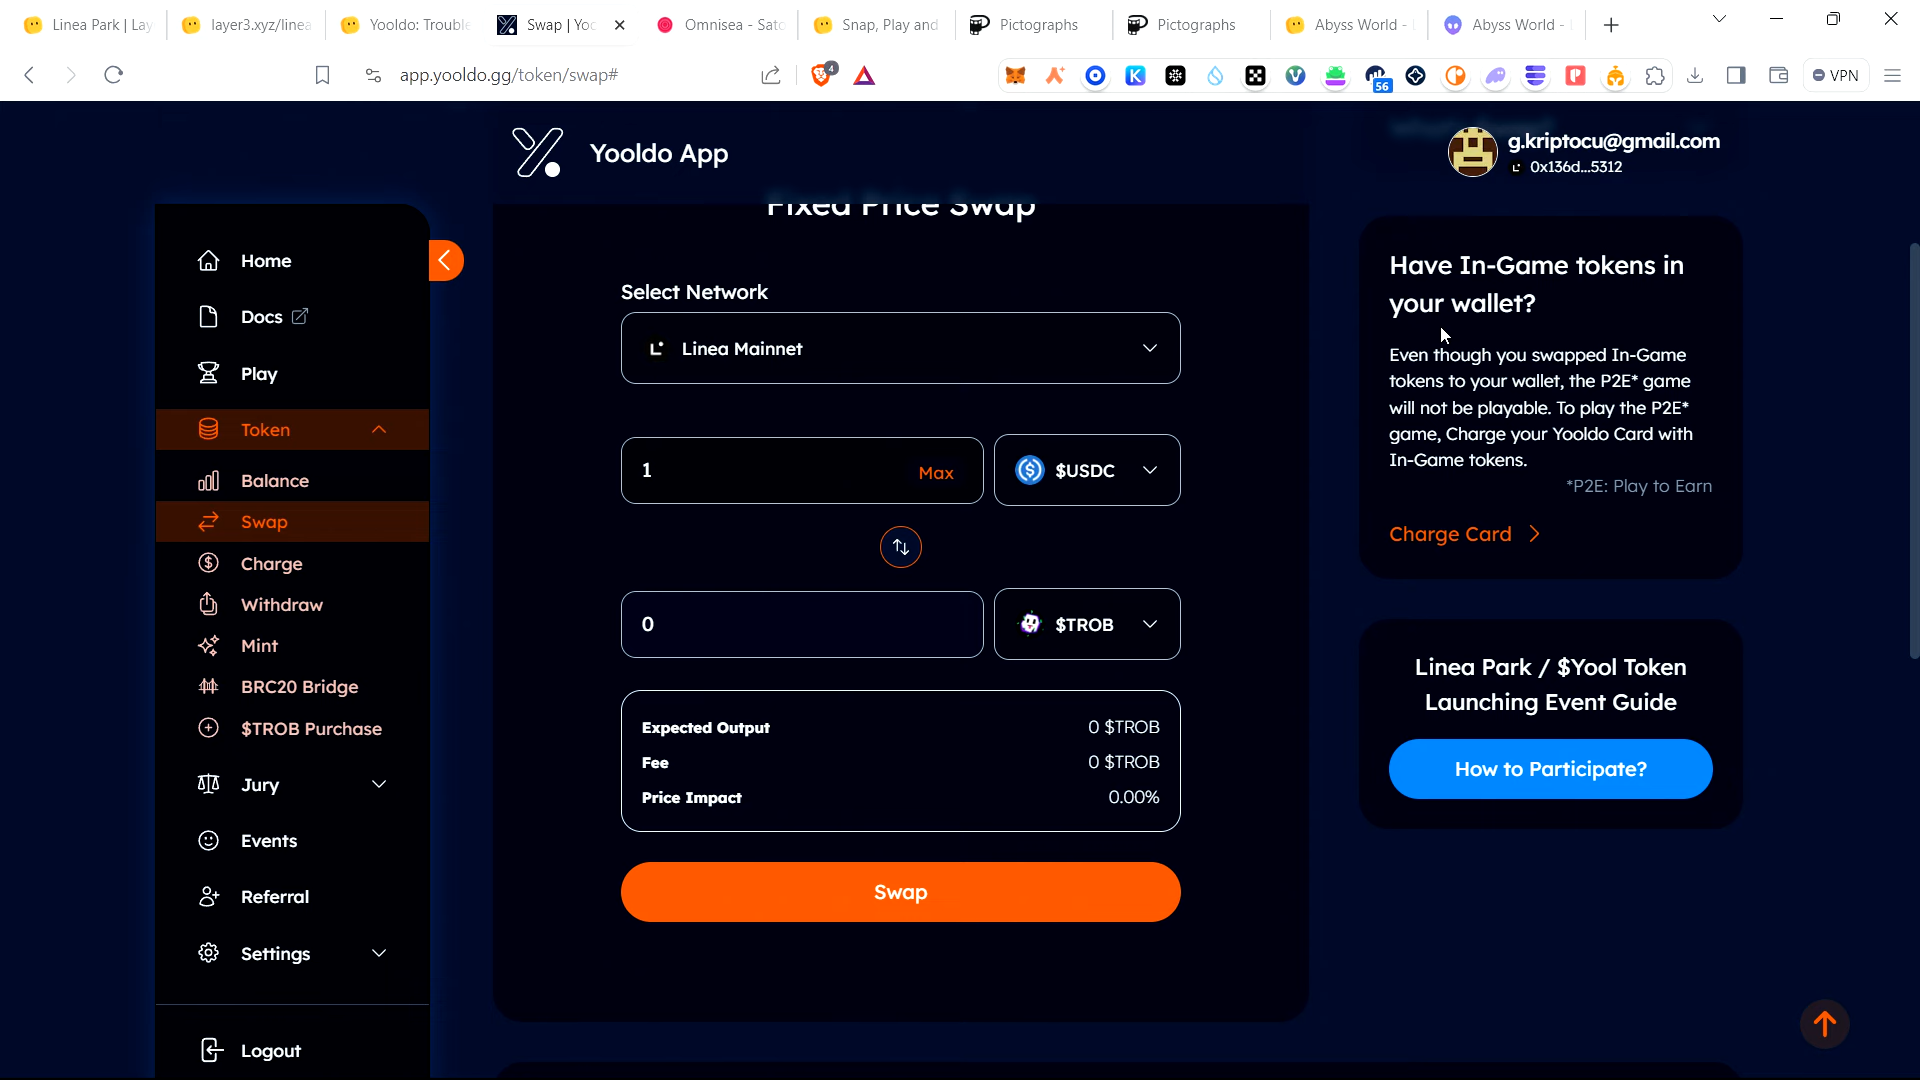 Linea Park | Lay
layer3.xyz/linea
Yooldo: Trouble
Swap | Yoo
Omnisea - Sato
Snap, Play and
Pictographs
Pictographs
Abyss World -
Abyss World -
app.yooldo.gg/token/swap#
4
56
VPN
Yooldo App
g.kriptocu@gmail.com
0x136d...5312
Fixed Price Swap
Home
Docs
Play
Token
Balance
Swap
Charge
Withdraw
Mint
BRC20 Bridge
$TROB Purchase
Jury
Events
Referral
Settings
Logout
Select Network
Linea Mainnet
1
Max
$USDC
0
$TROB
Expected Output
0 $TROB
Fee
0 $TROB
Price Impact
0.00%
Swap
Have In-Game tokens in
your wallet?
Even though you swapped In-Game
tokens to your wallet, the P2E* game
will not be playable. To play the P2E*
game, Charge your Yooldo Card with
In-Game tokens.
*P2E: Play to Earn
Charge Card
Linea Park / $Yool Token
Launching Event Guide
How to Participate?